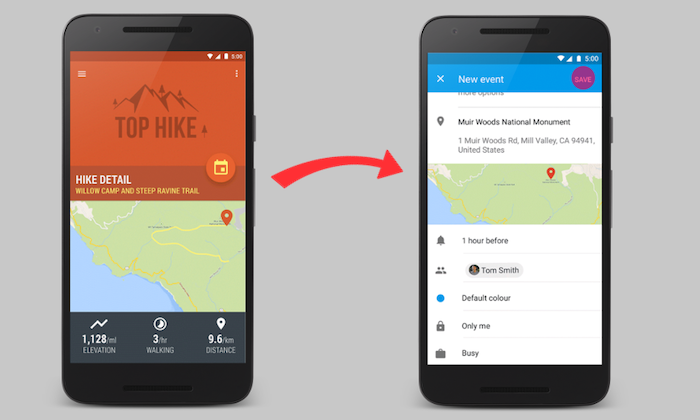 5:00
TOP HIKE
HIKE DETAIL
WILLOW CAMP AND STEEP RAVINE TRAIL
1,128/ml
ELEVATION
3/hr
WALKING
9.6/km
DISTANCE
5:00
New event
SAVE
more options
Muir Woods National Monument
1 Muir Woods Rd, Mill Valley, CA 94941,
United States
1 hour before
Tom Smith
Default colour
Only me
Busy